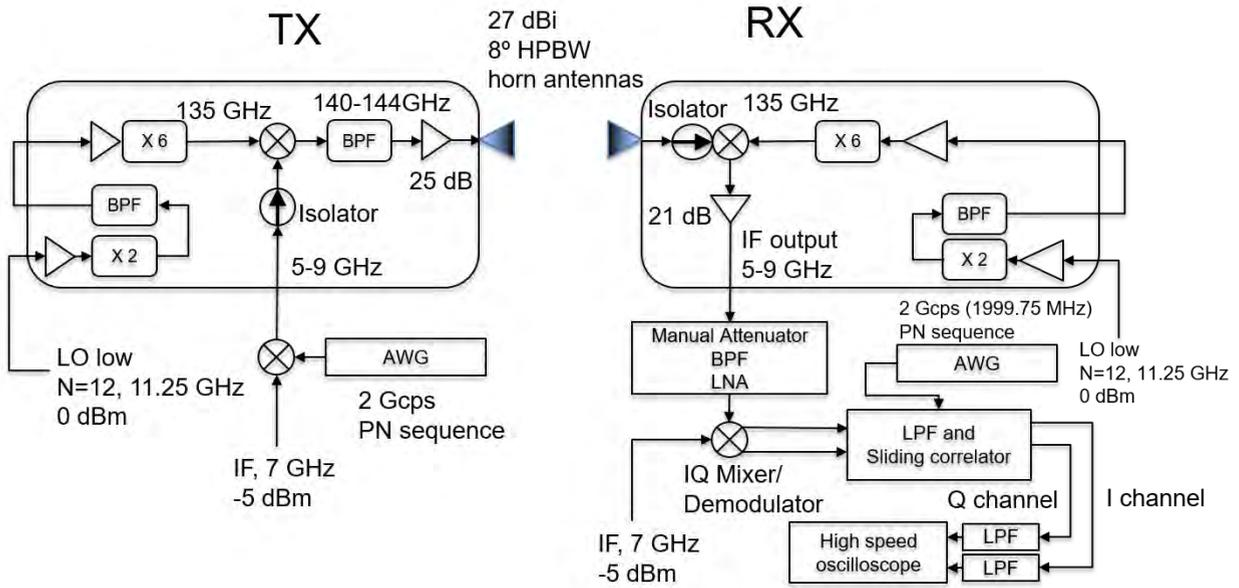 TX
27 dBi
8º HPBW
horn antennas
RX
135 GHz
140-144GHz
X 6
BPF
25 dB
BPF
X 2
Isolator
5-9 GHz
LO low
N=12, 11.25 GHz
0 dBm
AWG
2 Gcps
PN sequence
IF, 7 GHz
-5 dBm
Isolator
135 GHz
X 6
21 dB
IF output
5-9 GHz
BPF
X 2
Manual Attenuator
BPF
LNA
2 Gcps (1999.75 MHz)
PN sequence
AWG
LO low
N=12, 11.25 GHz
0 dBm
LPF and
Sliding correlator
IQ Mixer/
Demodulator
Q channel
I channel
IF, 7 GHz
-5 dBm
High speed
oscilloscope
LPF
LPF